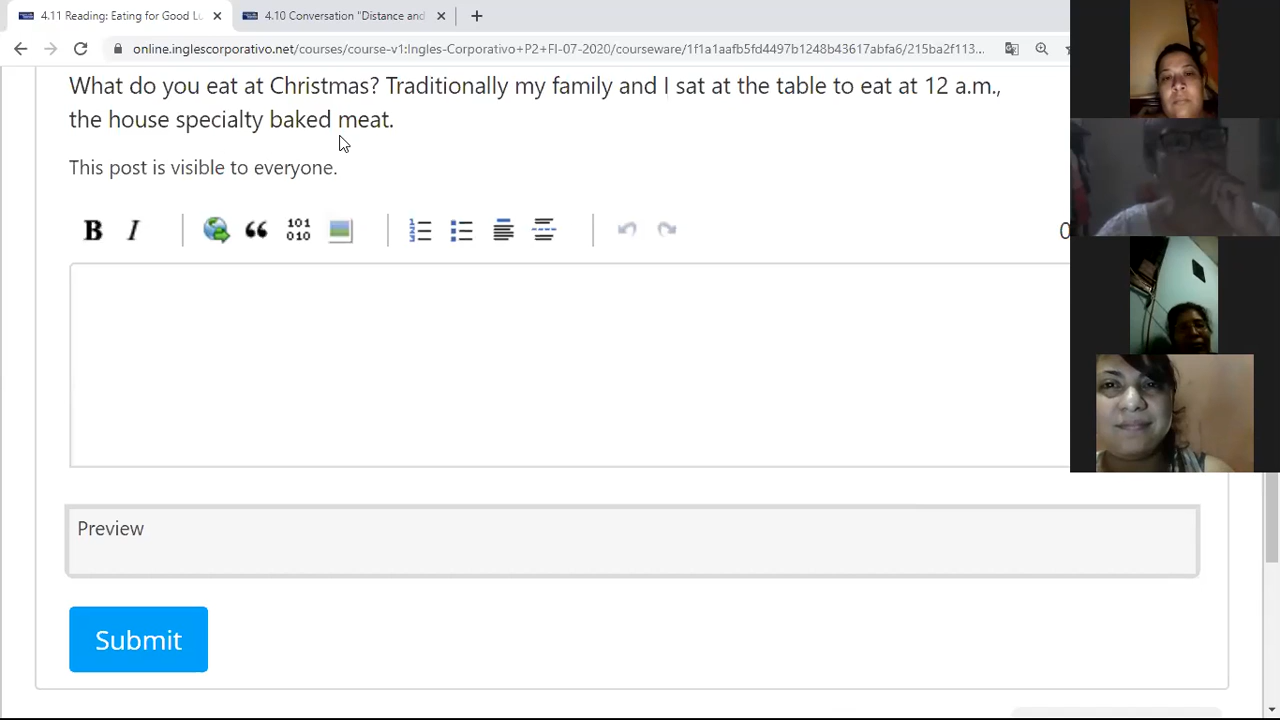 4.11 Reading: Eating for Good Lu
4.10 Conversation "Distance and
online.inglescorporativo.net/courses/course-v1:Ingles-Corporativo+P2+FI-07-2020/courseware/1f1a1aafb5fd4497b1248b43617abfa6/215ba2f113...
What do you eat at Christmas? Traditionally my family and I sat at the table to eat at 12 a.m.,
the house specialty baked meat.
This post is visible to everyone.
B I 101 010 1 2 3 0
Preview
Submit